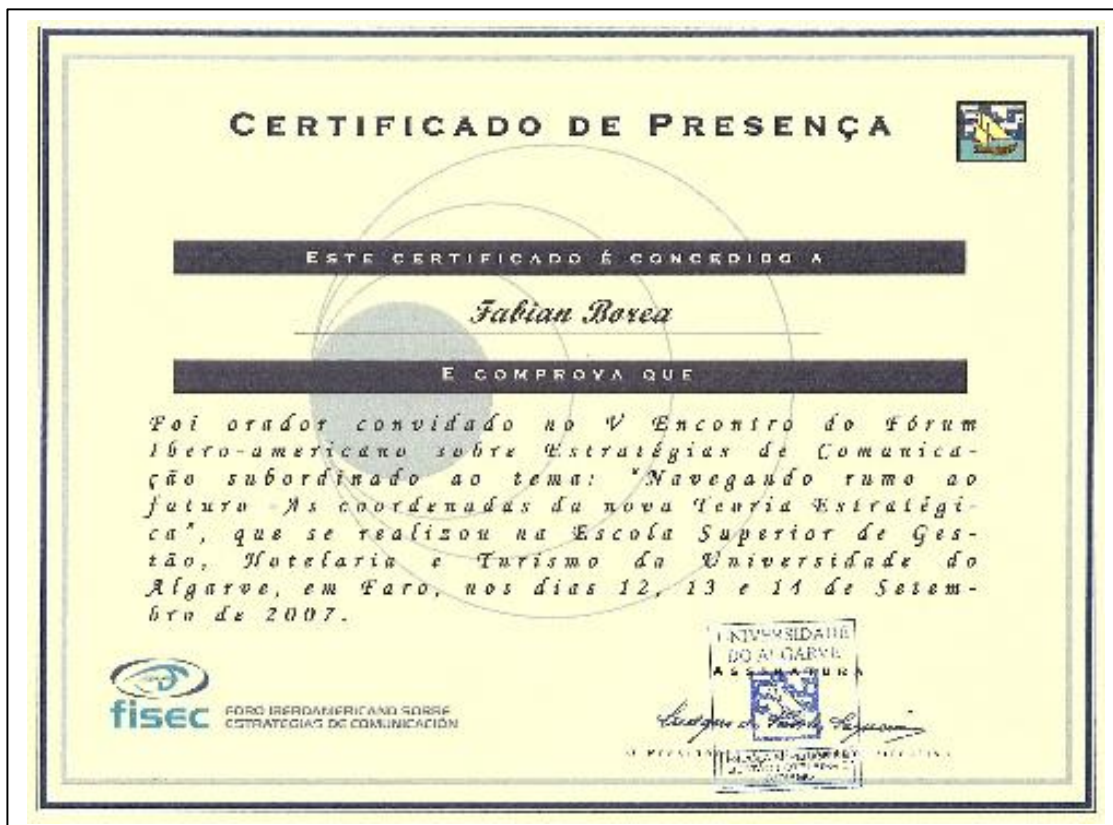 CERTIFICADO DE PRESENÇA
ESTE CERTIFICADO É CONCEDIDO A
Fabian Borea
E COMPROVA QUE
Foi orador convidado no V Encontro do Fórum
Ibero-americano sobre Estratégias de Comunica-
ção subordinado ao tema: "Navegando rumo ao
futuro -As coordenadas da nova Teoria Estratégi-
ca", que se realizou na Escola Superior de Ges-
tão, Hotelaria e Turismo da Universidade do
Algarve, em Faro, nos dias 12, 13 e 14 de Setem-
bro de 2007.
UNIVERSIDADE
DO ALGARVE
ASSINATURA
fisec FORO IBEROAMERICANO SOBRE
ESTRATEGIAS DE COMUNICACIÓN